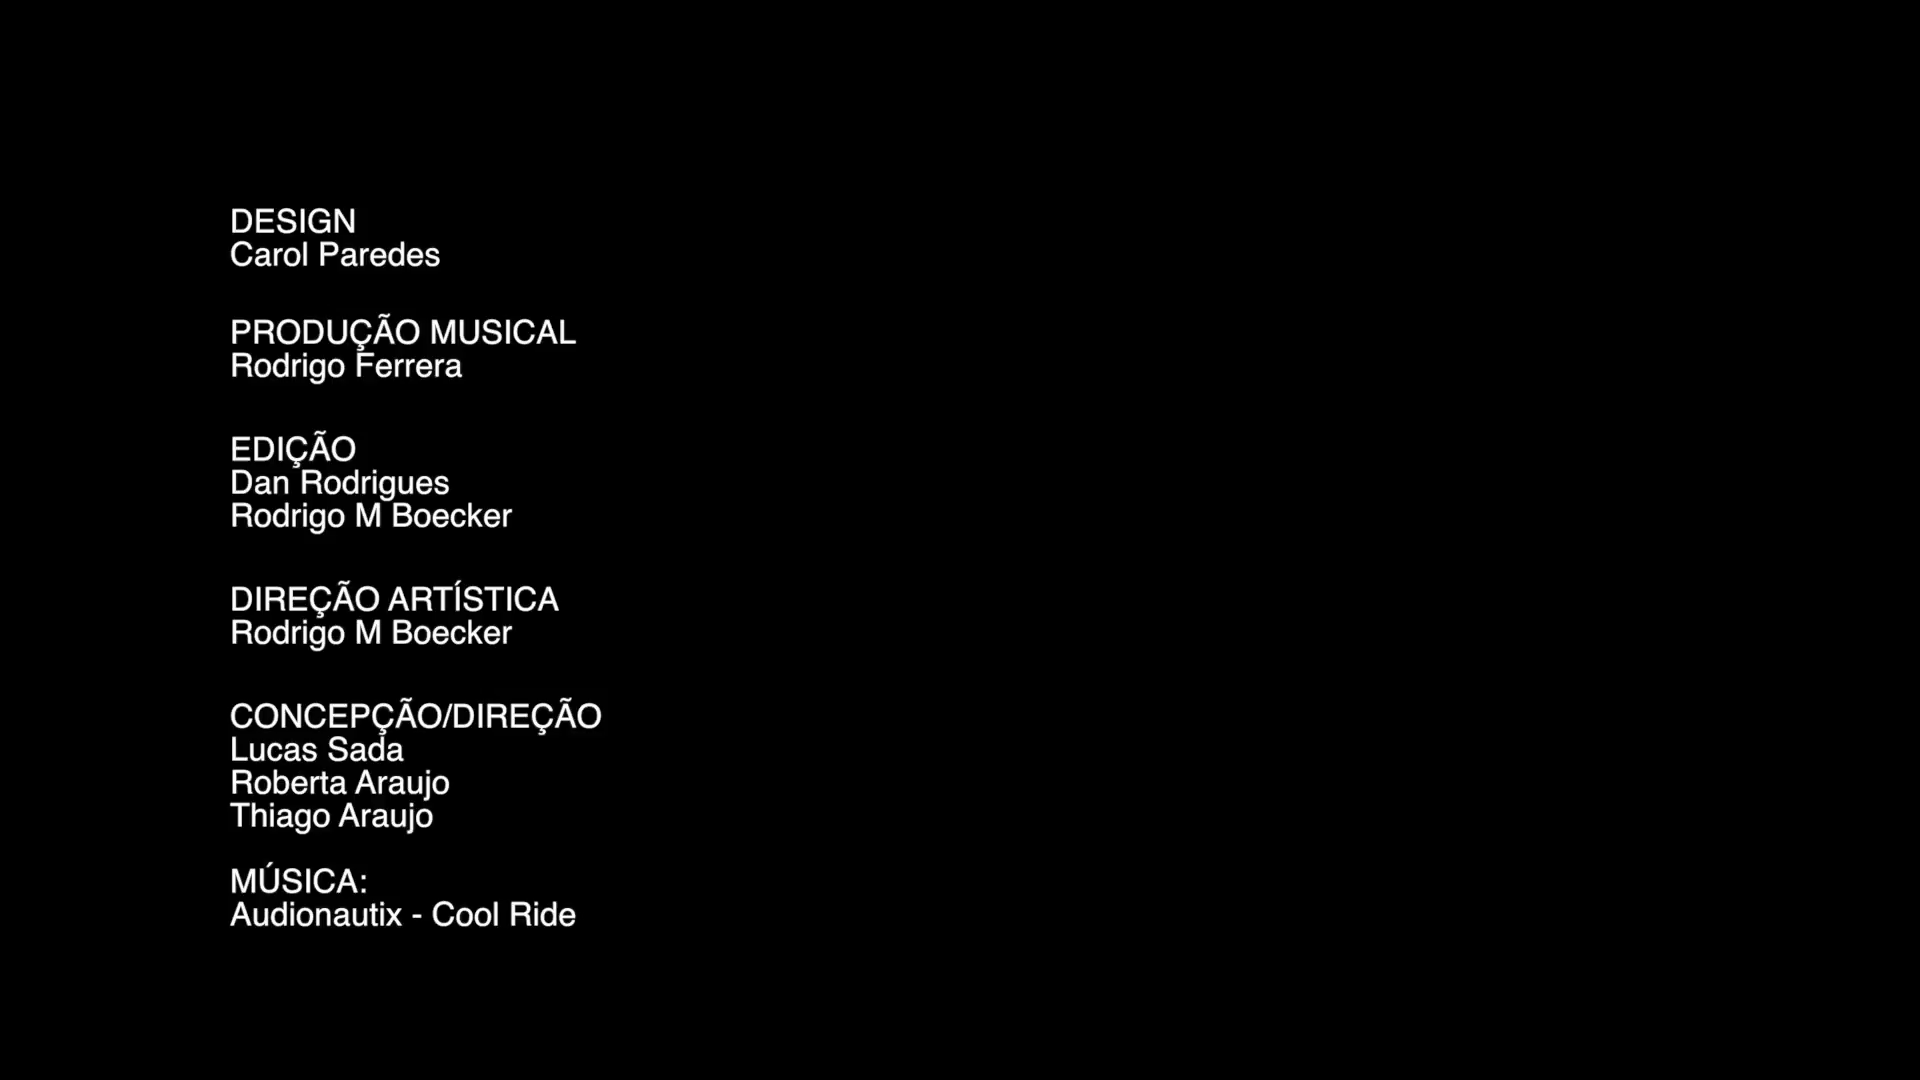 DESIGN
Carol Paredes
PRODUÇÃO MUSICAL
Rodrigo Ferrera
EDIÇÃO
Dan Rodrigues
Rodrigo M Boecker
DIREÇÃO ARTÍSTICA
Rodrigo M Boecker
CONCEPÇÃO/DIREÇÃO
Lucas Sada
Roberta Araujo
Thiago Araujo
MÚSICA:
Audionautix - Cool Ride